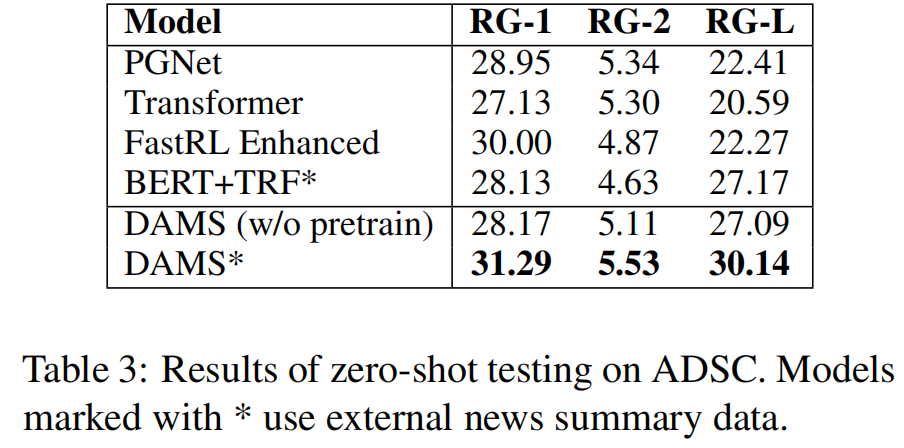 Model RG-1 RG-2 RG-L
PGNet 28.95 5.34 22.41
Transformer 27.13 5.30 20.59
FastRL Enhanced 30.00 4.87 22.27
BERT+TRF* 28.13 4.63 27.17
DAMS (w/o pretrain) 28.17 5.11 27.09
DAMS* 31.29 5.53 30.14
Table 3: Results of zero-shot testing on ADSC. Models
marked with * use external news summary data.